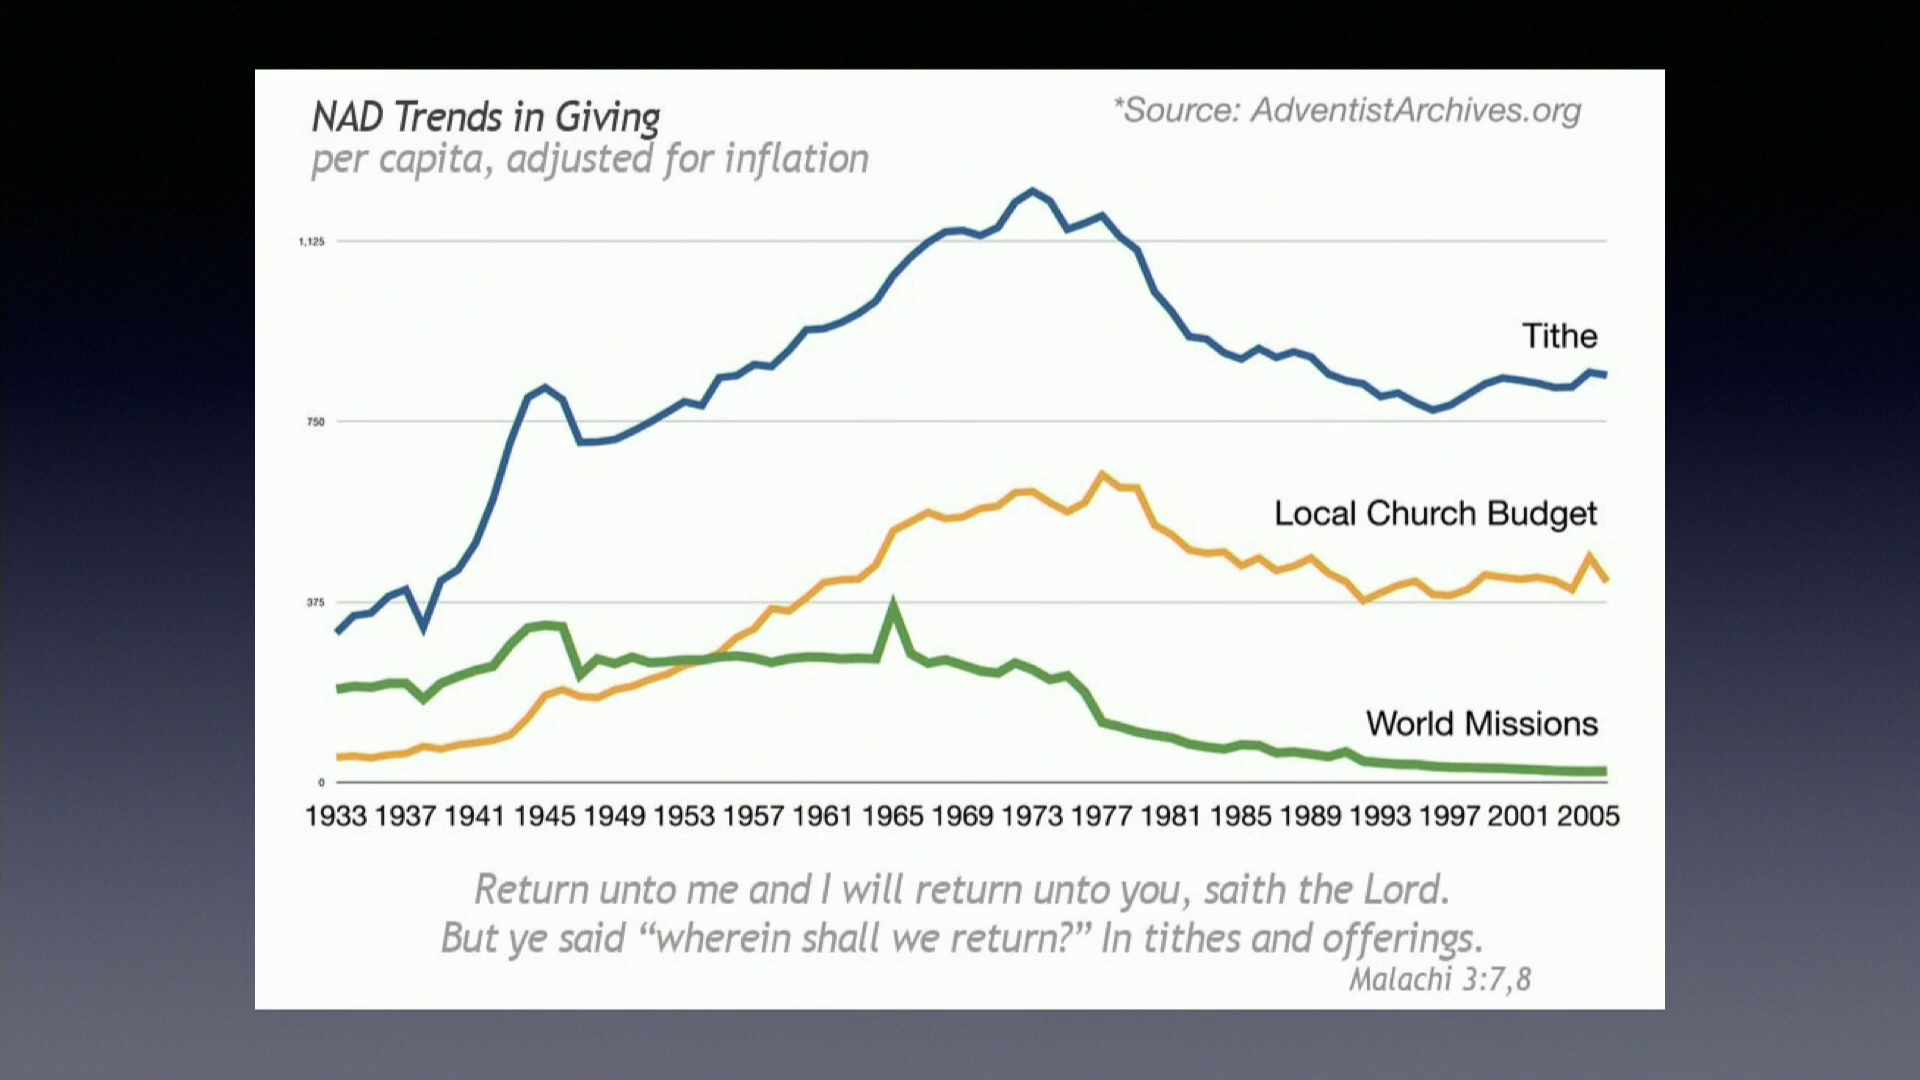 NAD Trends in Giving
*Source: AdventistArchives.org
per capita, adjusted for inflation
1,125
Tithe
750
Local Church Budget
375
World Missions
0
1933 1937 1941 1945 1949 1953 1957 1961 1965 1969 1973 1977 1981 1985 1989 1993 1997 2001 2005
Return unto me and I will return unto you, saith the Lord.
But ye said “wherein shall we return?” In tithes and offerings.
Malachi 3:7,8